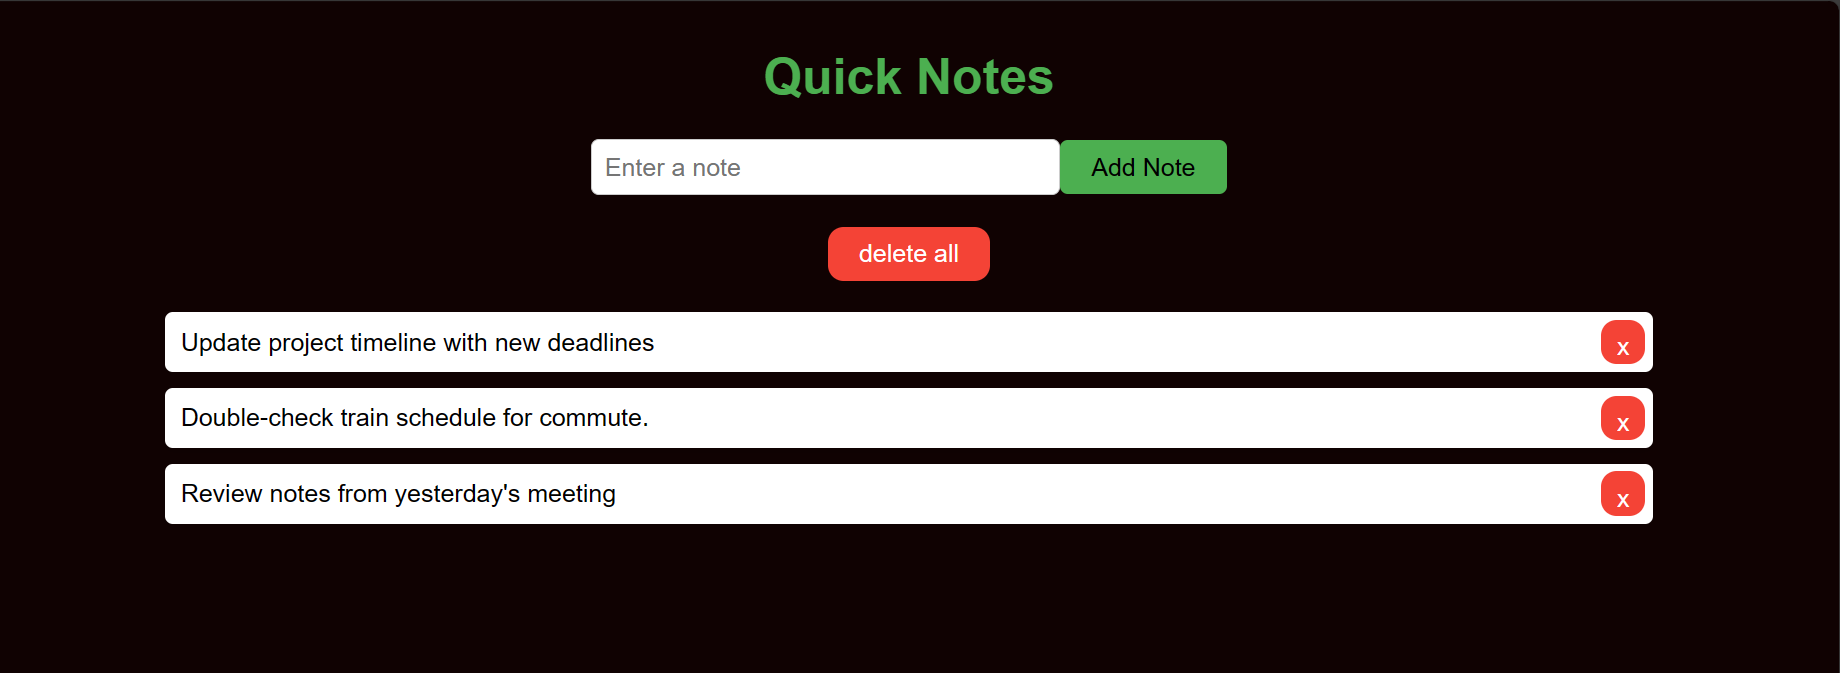 Quick Notes
Enter a note
Add Note
delete all
Update project timeline with new deadlines
x
Double-check train schedule for commute.
x
Review notes from yesterday's meeting
x